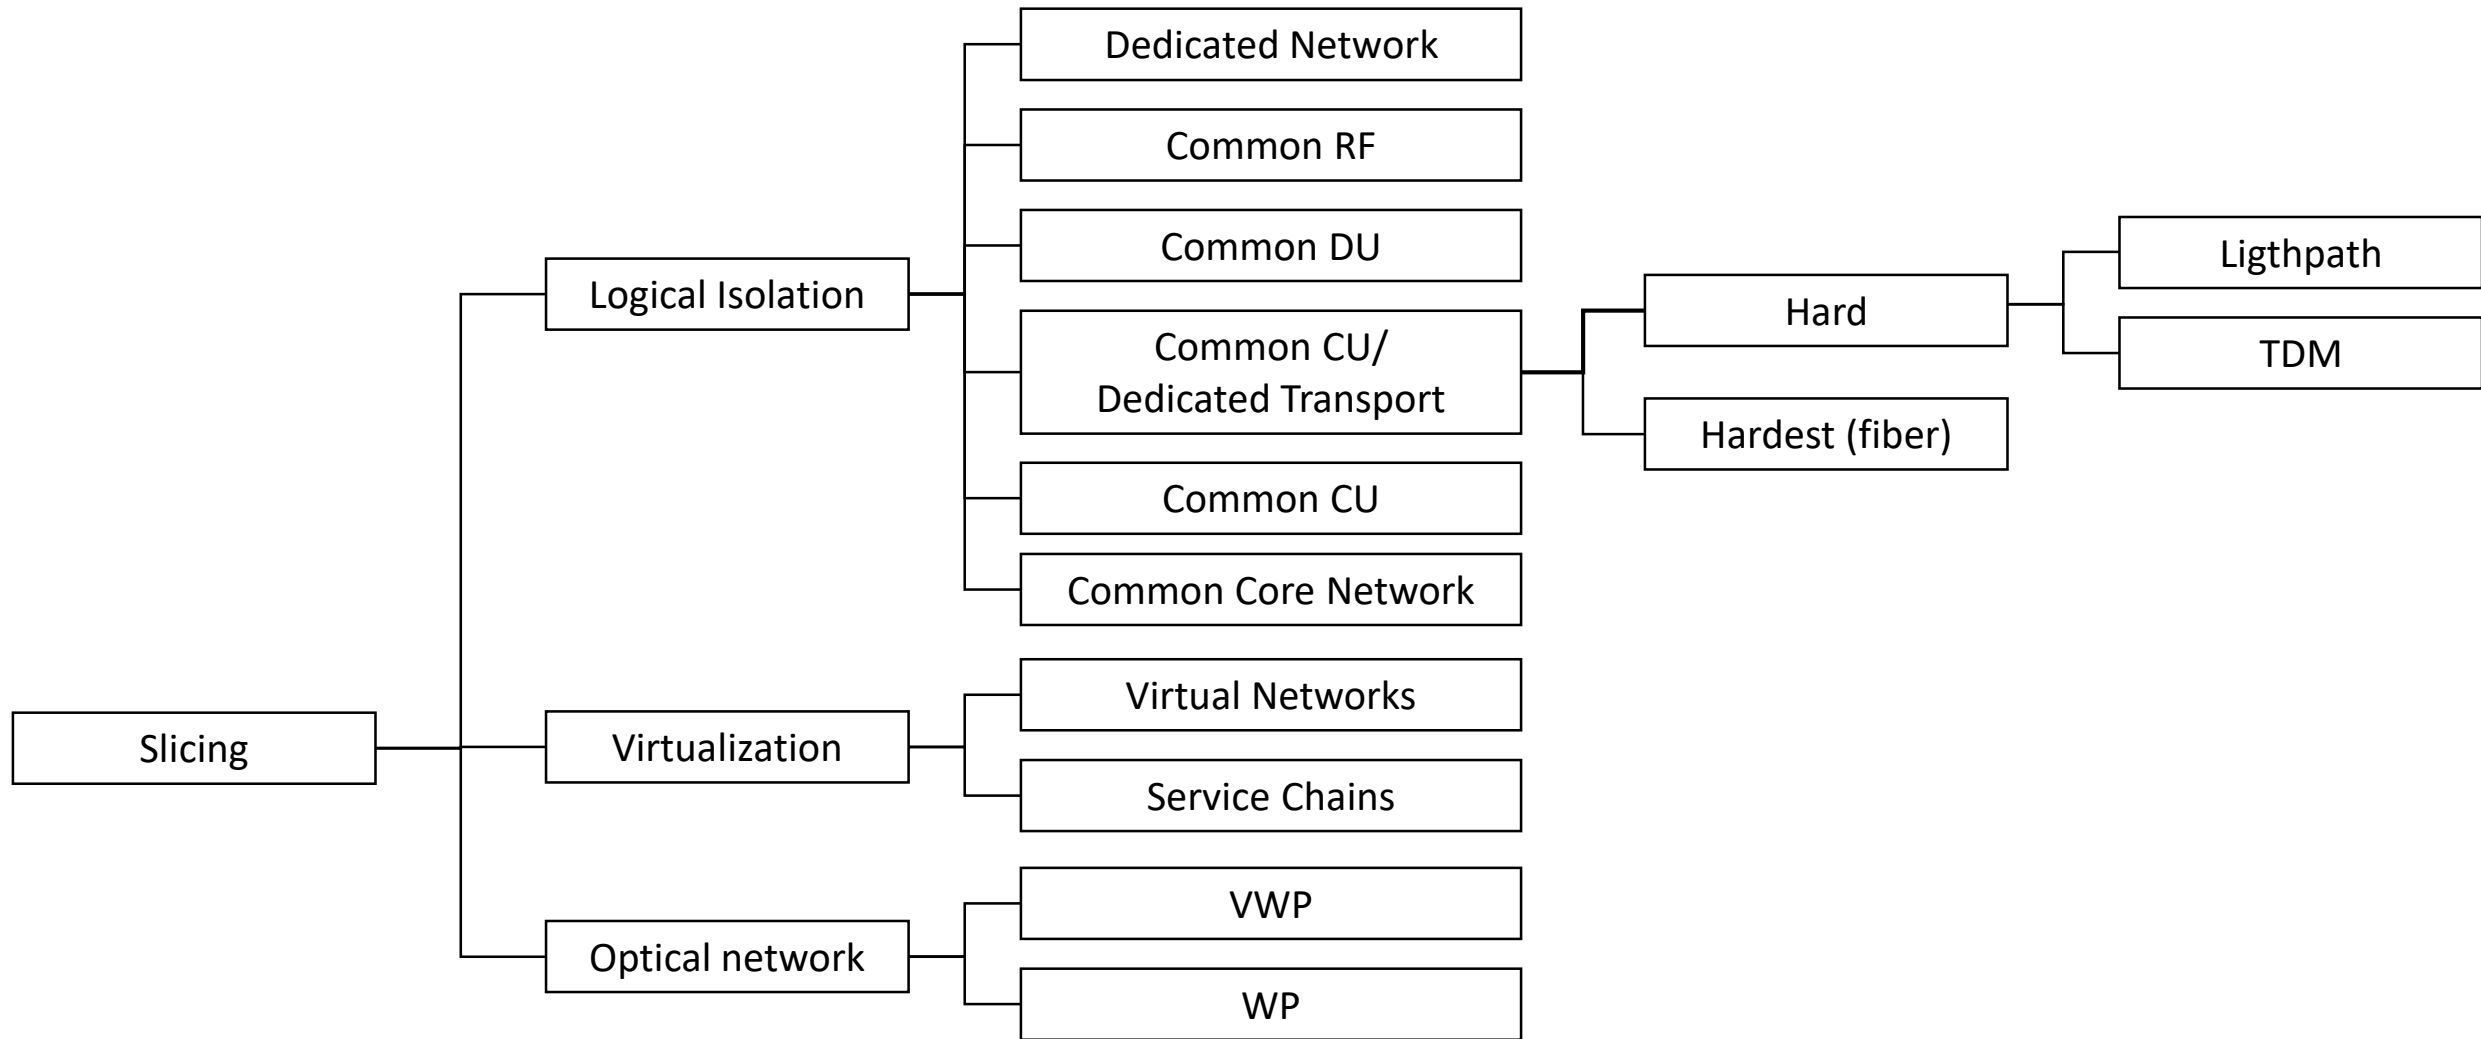 Dedicated Network
Common RF
Common DU
Logical Isolation
Common CU/
Dedicated Transport
Hard
Ligthpath
TDM
Hardest (fiber)
Common CU
Common Core Network
Slicing
Virtualization
Virtual Networks
Service Chains
Optical network
VWP
WP